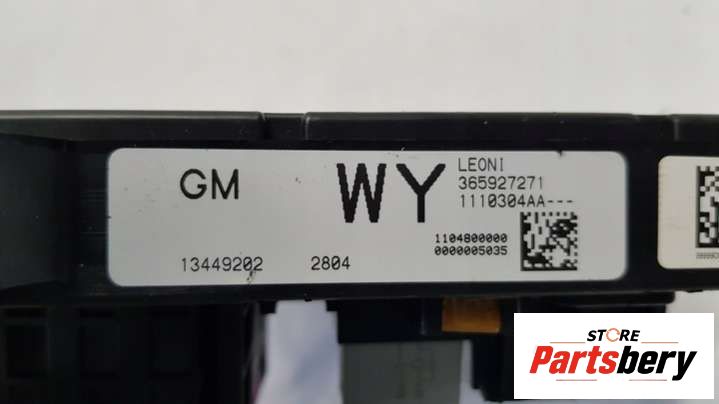 GM
WY
LEONI
365927271
1110304AA---
1104800000
0000005035
13449202
2804
STORE
Partsbery